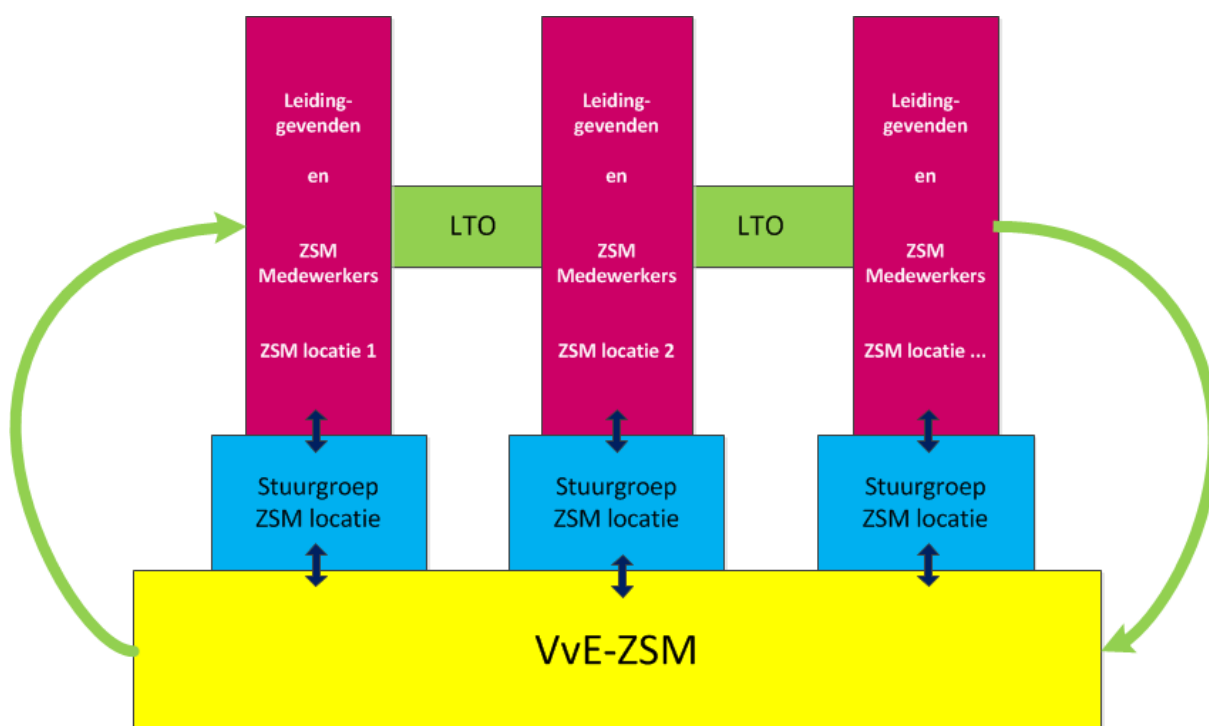 Leiding-
gevenden
en
ZSM
Medewerkers
ZSM locatie 1
LTO
Leiding-
gevenden
en
ZSM
Medewerkers
ZSM locatie 2
LTO
Leiding-
gevenden
en
ZSM
Medewerkers
ZSM locatie ...
Stuurgroep
ZSM locatie
Stuurgroep
ZSM locatie
Stuurgroep
ZSM locatie
VvE-ZSM